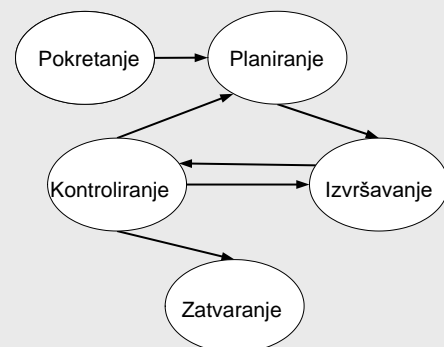 Pokretanje
Planiranje
Kontroliranje
Izvršavanje
Zatvaranje